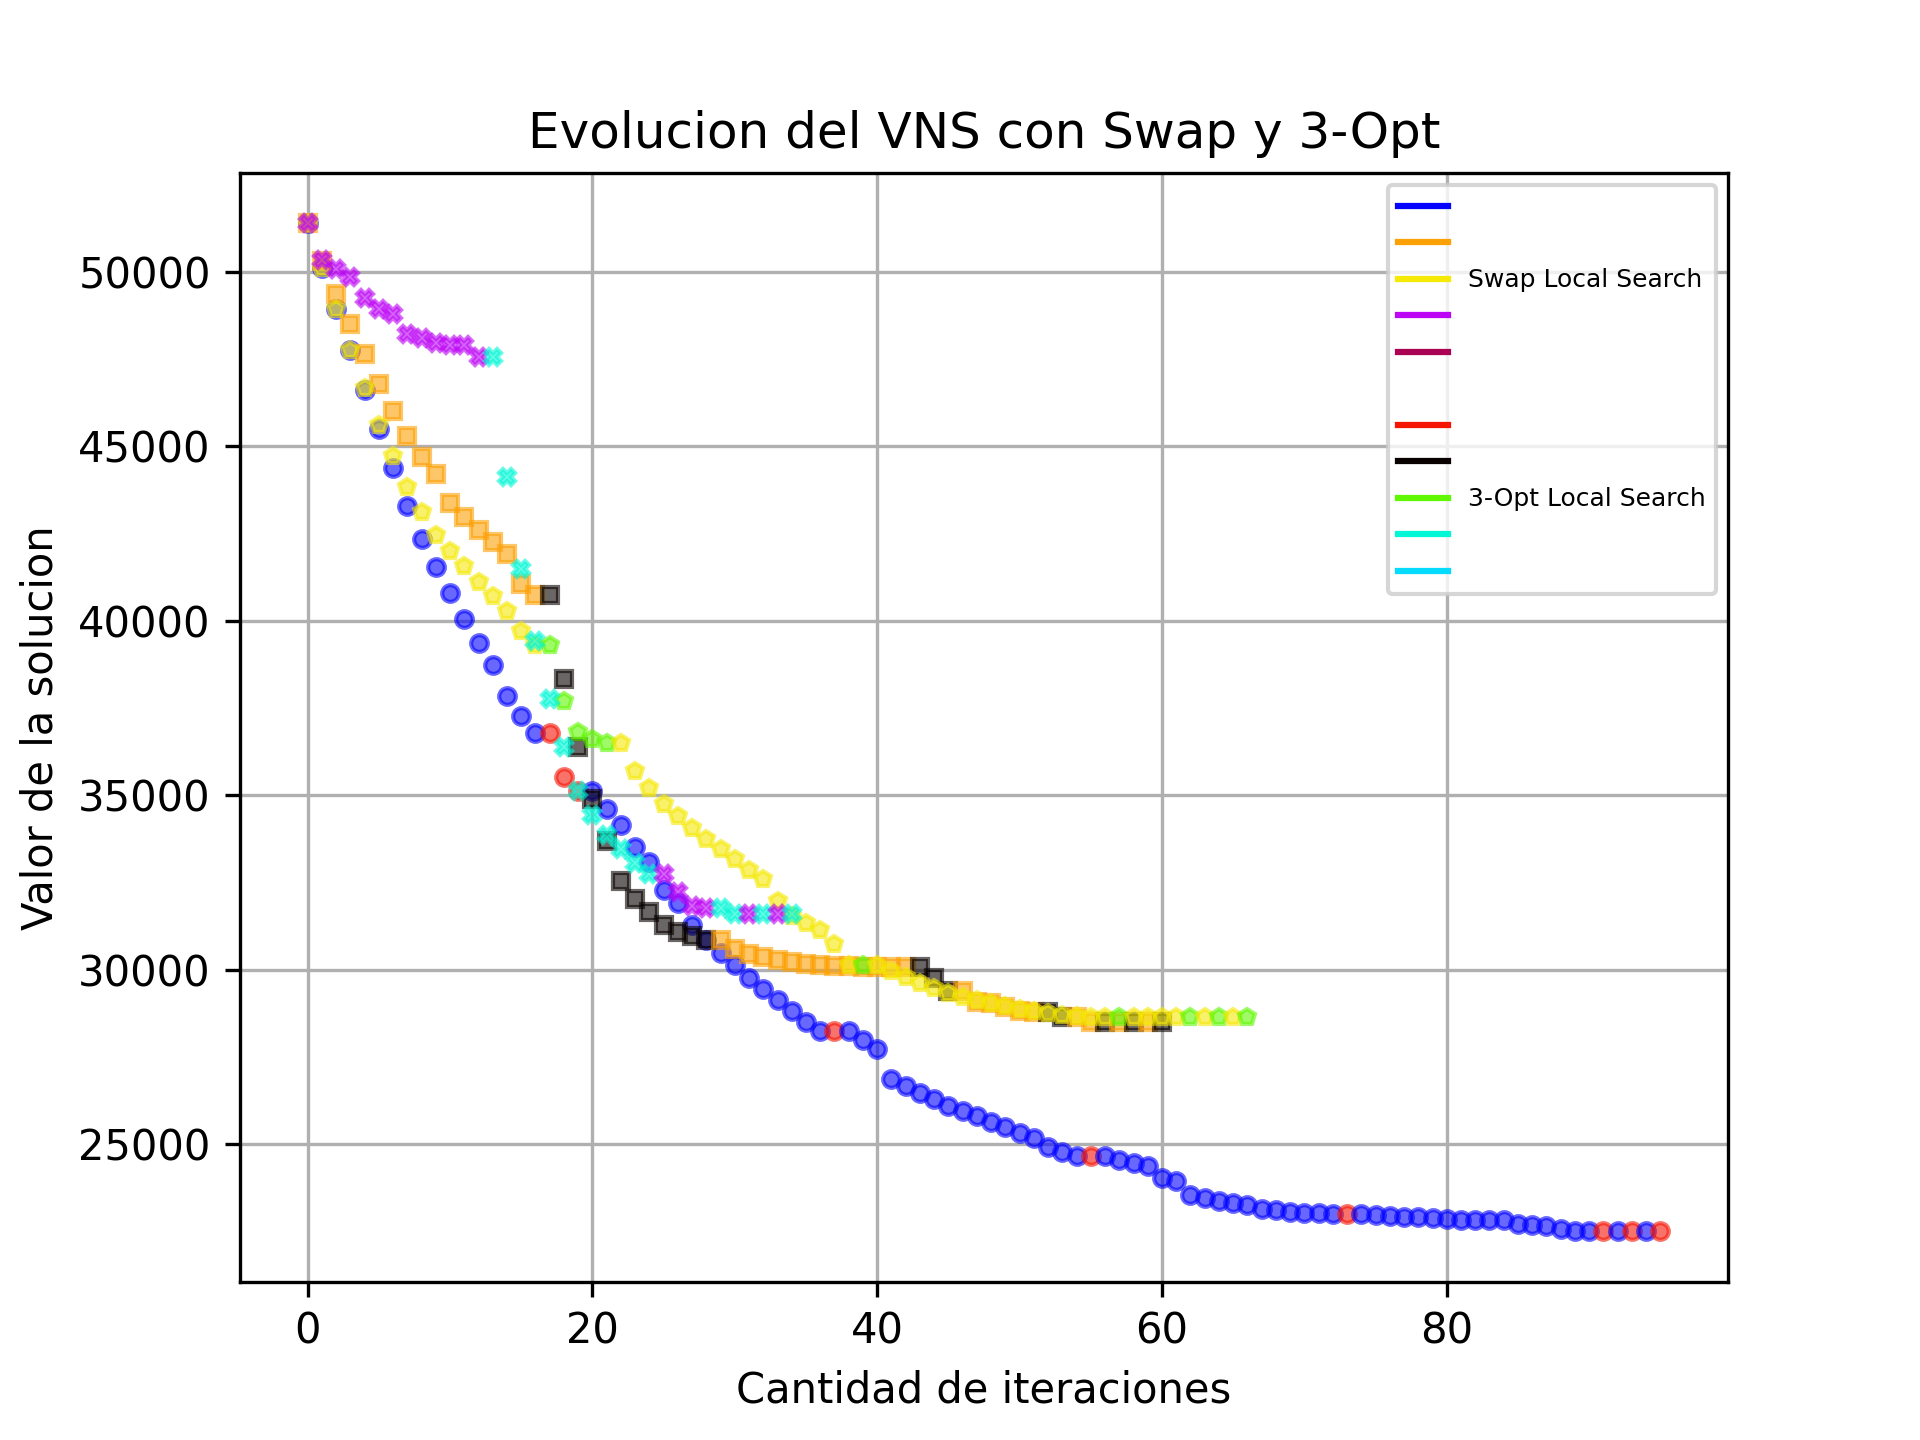 Evolucion del VNS con Swap y 3-Opt
Swap Local Search
3-Opt Local Search
Valor de la solucion
50000
45000
40000
35000
30000
25000
0 20 40 60 80
Cantidad de iteraciones